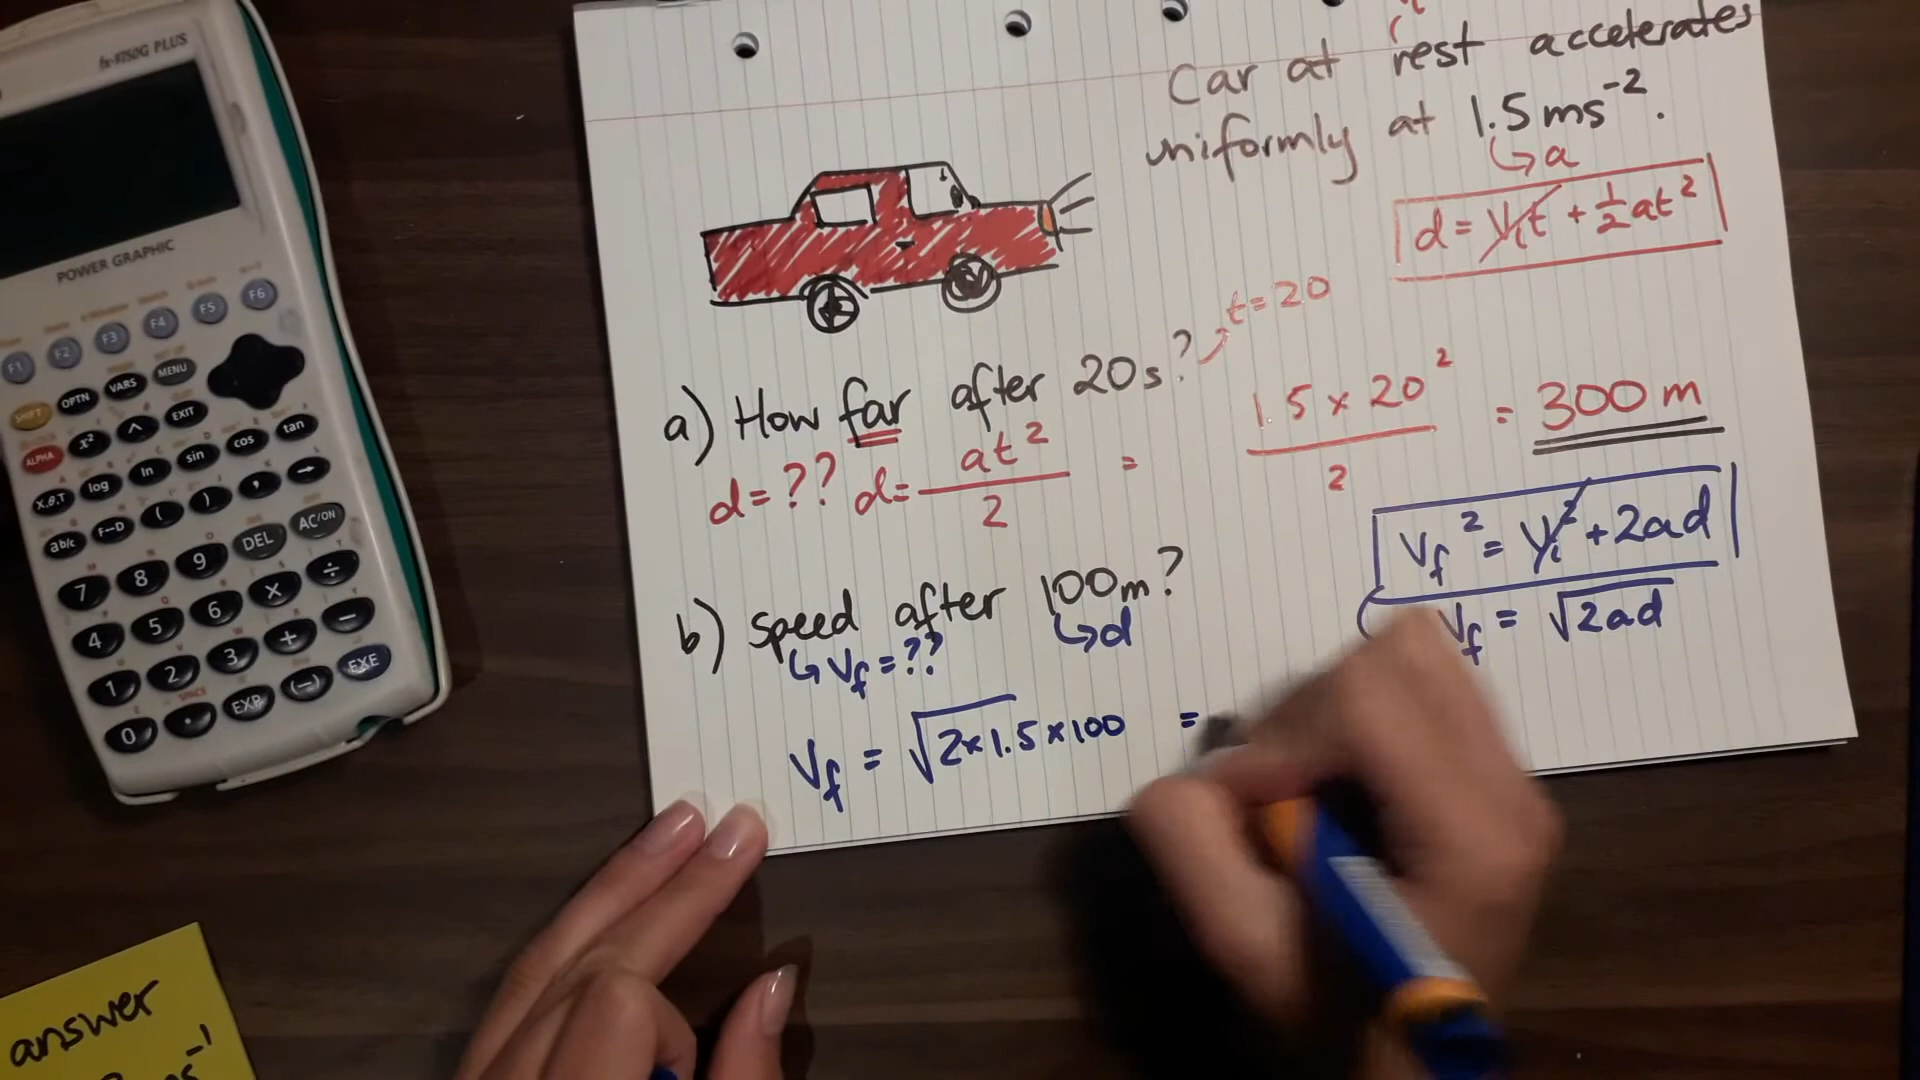 fx-9750G PLUS
POWER GRAPHIC
F1 F2 F3 F4 F5 F6
SHIFT OPTN VARS MENU
ALPHA x² ^ EXIT
X,θ,T log ln sin cos tan
ab/c F↔D ( ) , →
7 8 9 DEL AC/ON
4 5 6 × ÷
1 2 3 + −
0 . EXP (−) EXE
SPACE
Car at rest accelerates
uniformly at 1.5 ms⁻².
↳ a
d = vᵢt + ½at²
t = 20
a) How far after 20s?
d = ?? d = at²/2 = 1.5 × 20²/2 = 300 m
v_f² = vᵢ² + 2ad
b) Speed after 100m?
↳ v_f = ?? ↳ d
v_f = √2ad
v_f = √2×1.5×100 =
answer